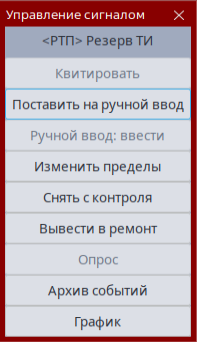 Управление сигналом
<РТП> Резерв ТИ
Квитировать
Поставить на ручной ввод
Ручной ввод: ввести
Изменить пределы
Снять с контроля
Вывести в ремонт
Опрос
Архив событий
График